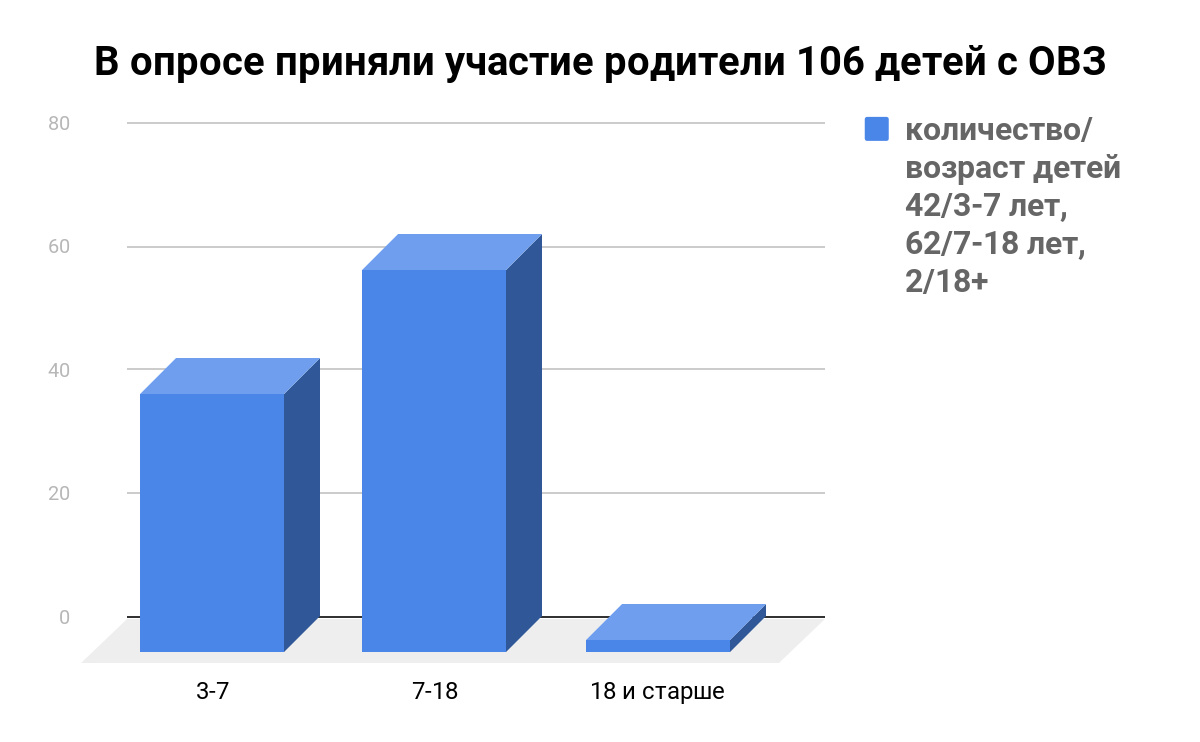 В опросе приняли участие родители 106 детей с ОВЗ
80
60
40
20
0
3-7
7-18
18 и старше
количество/
возраст детей
42/3-7 лет,
62/7-18 лет,
2/18+